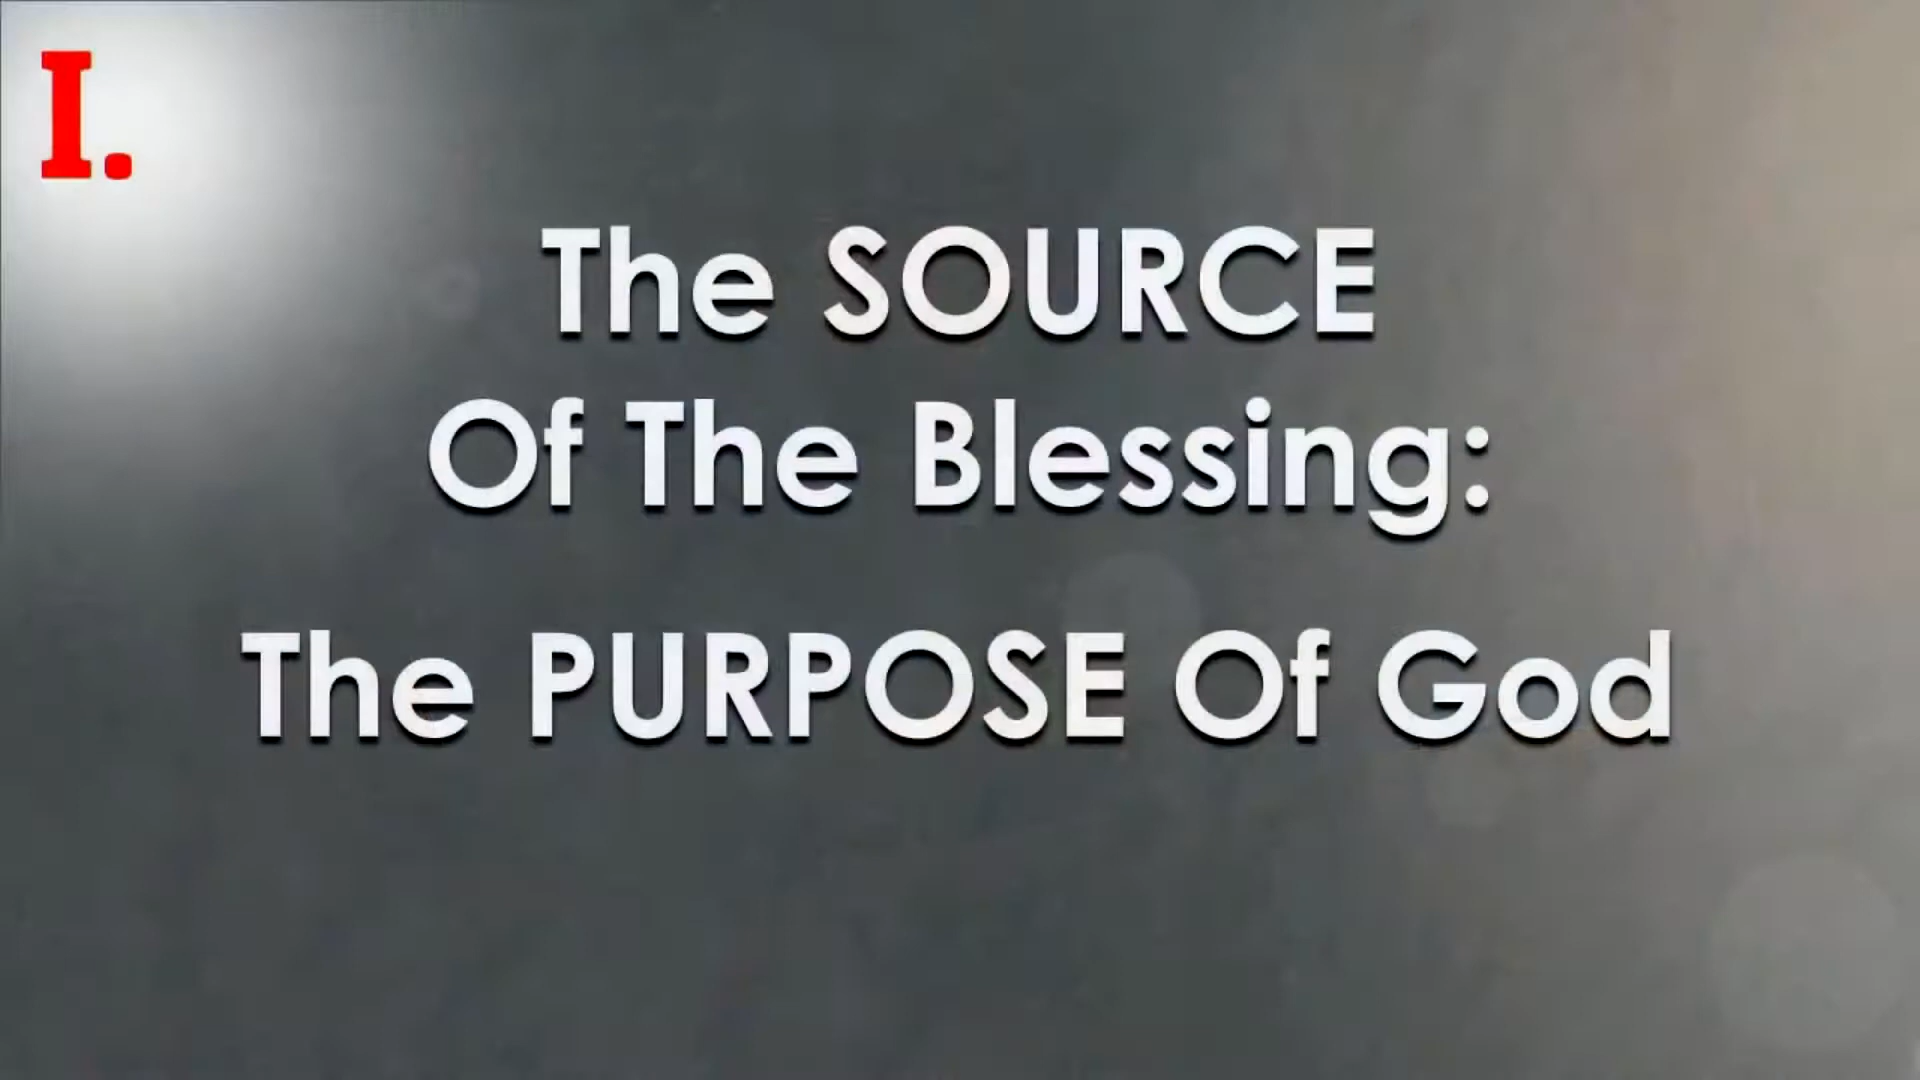 I.
The SOURCE
Of The Blessing:
The PURPOSE Of God